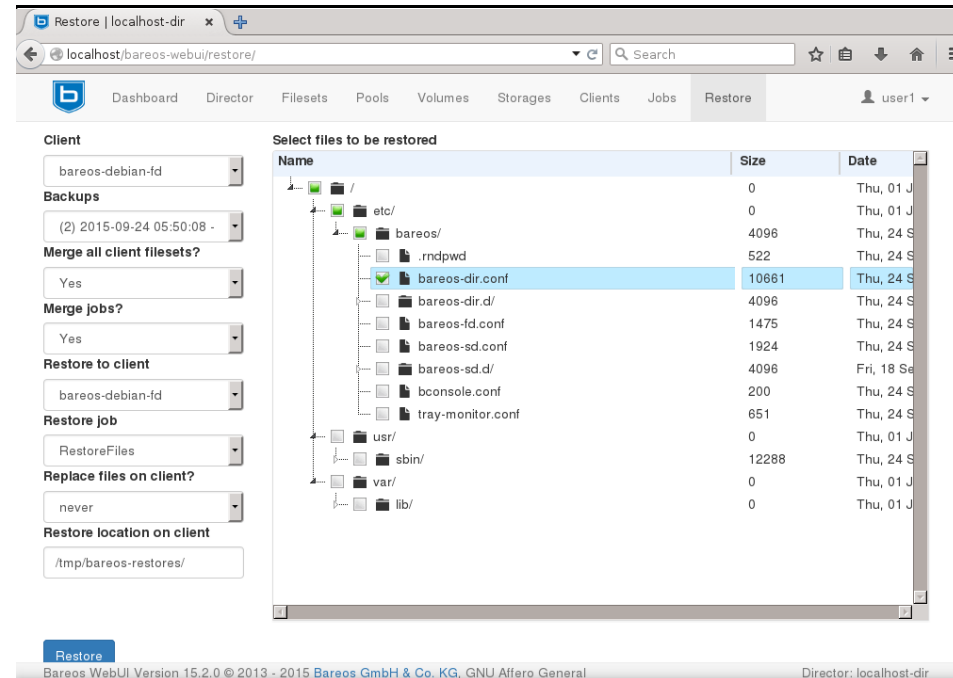 Restore | localhost-dir
localhost/bareos-webui/restore/
Search
Dashboard Director Filesets Pools Volumes Storages Clients Jobs Restore user1
Client
bareos-debian-fd
Backups
(2) 2015-09-24 05:50:08 -
Merge all client filesets?
Yes
Merge jobs?
Yes
Restore to client
bareos-debian-fd
Restore job
RestoreFiles
Replace files on client?
never
Restore location on client
/tmp/bareos-restores/
Restore
Select files to be restored
Name Size Date
/ 0 Thu, 01 J
etc/ 0 Thu, 01 J
bareos/ 4096 Thu, 24 S
.rndpwd 522 Thu, 24 S
bareos-dir.conf 10661 Thu, 24 S
bareos-dir.d/ 4096 Thu, 24 S
bareos-fd.conf 1475 Thu, 24 S
bareos-sd.conf 1924 Thu, 24 S
bareos-sd.d/ 4096 Fri, 18 Se
bconsole.conf 200 Thu, 24 S
tray-monitor.conf 651 Thu, 24 S
usr/ 0 Thu, 01 J
sbin/ 12288 Thu, 24 S
var/ 0 Thu, 01 J
lib/ 0 Thu, 01 J
Bareos WebUI Version 15.2.0 © 2013 - 2015 Bareos GmbH & Co. KG, GNU Affero General Director: localhost-dir